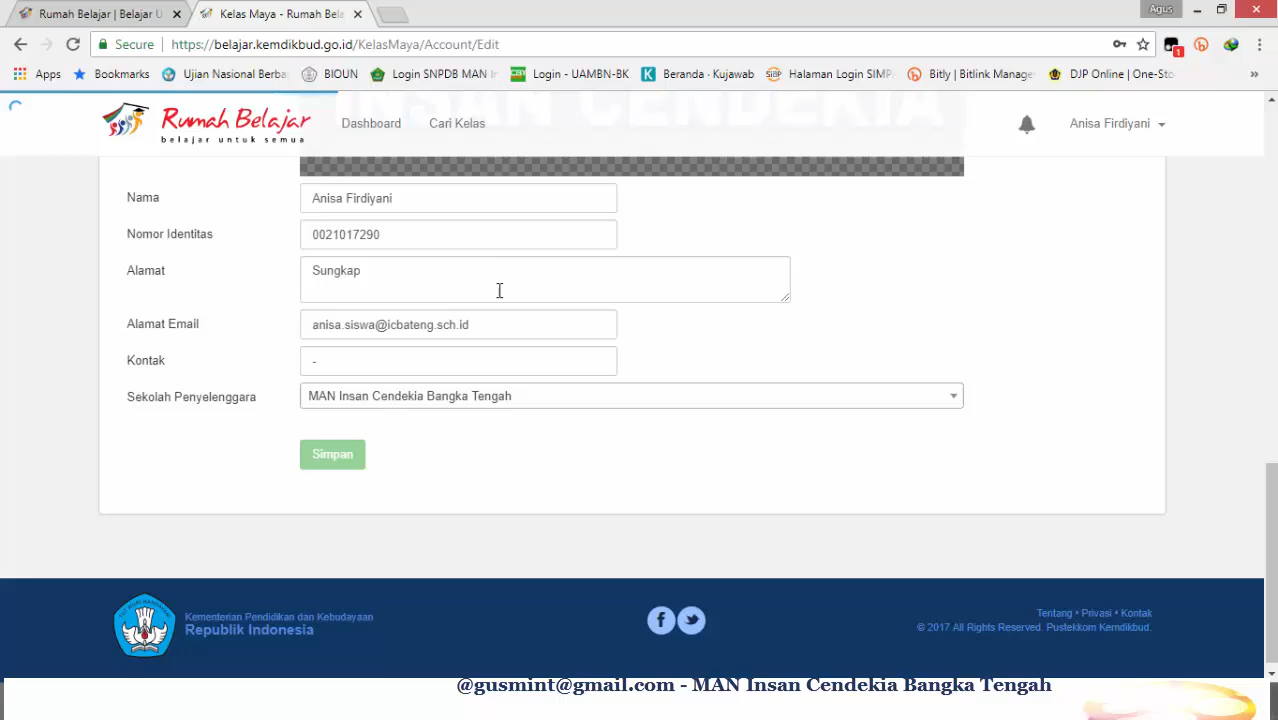 Rumah Belajar | Belajar U
Kelas Maya - Rumah Bela
Agus
Secure
https://belajar.kemdikbud.go.id/KelasMaya/Account/Edit
1
Apps
Bookmarks
Ujian Nasional Berba
BIOUN
Login SNPDB MAN In
Login - UAMBN-BK
Beranda · Kujawab
Halaman Login SIMP
Bitly | Bitlink Manage
DJP Online | One-Sto
»
INSAN CENDEKIA
Rumah Belajar
belajar untuk semua
Dashboard
Cari Kelas
Anisa Firdiyani
Nama
Anisa Firdiyani
Nomor Identitas
0021017290
Alamat
Sungkap
Alamat Email
anisa.siswa@icbateng.sch.id
Kontak
-
Sekolah Penyelenggara
MAN Insan Cendekia Bangka Tengah
Simpan
Kementerian Pendidikan dan Kebudayaan
Republik Indonesia
Tentang • Privasi • Kontak
© 2017 All Rights Reserved. Pustekkom Kemdikbud.
@gusmint@gmail.com - MAN Insan Cendekia Bangka Tengah